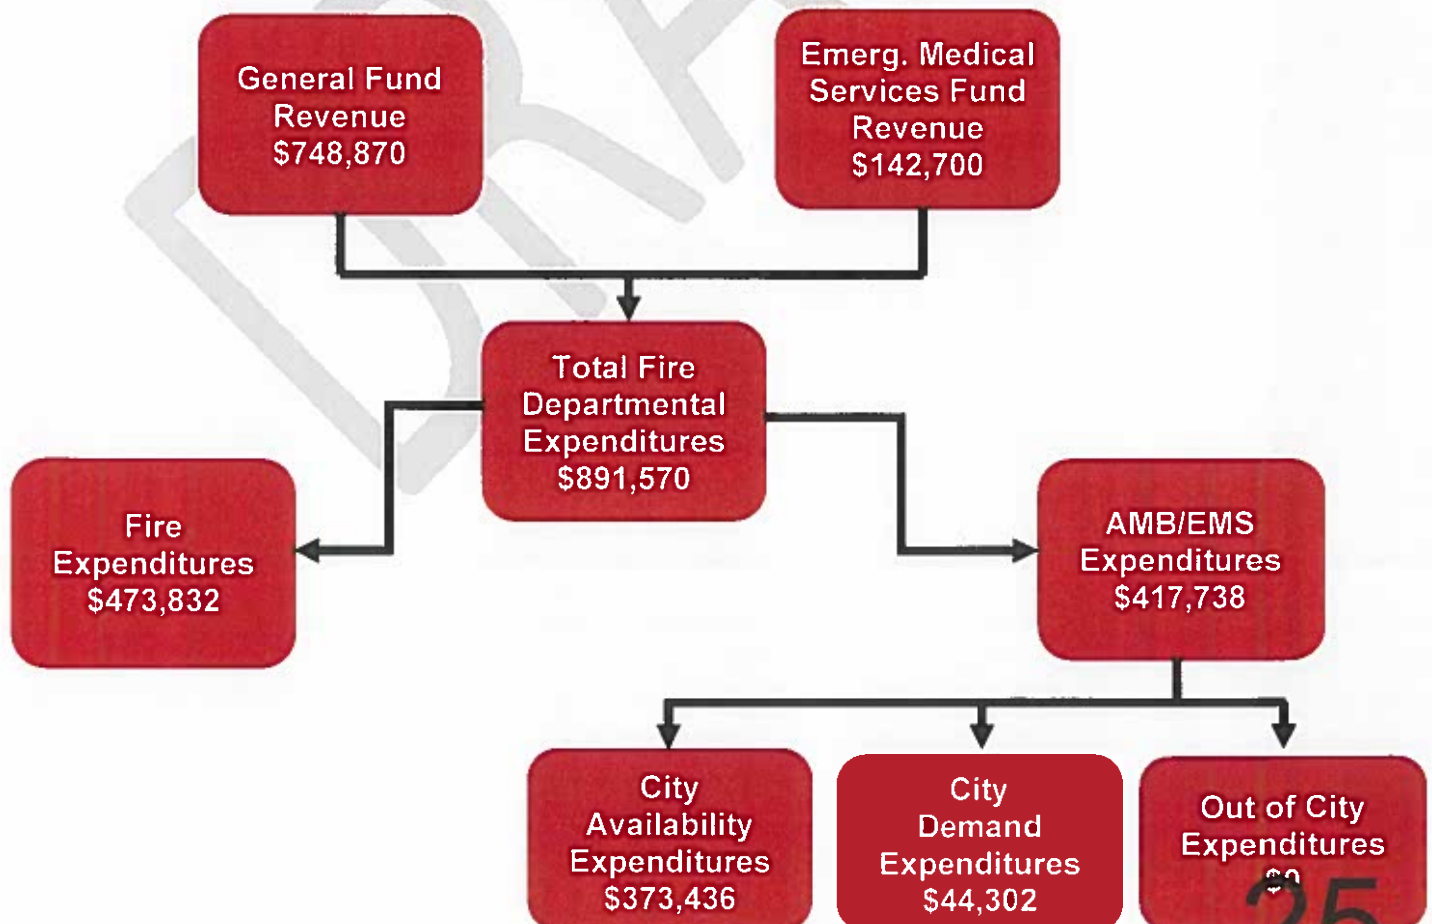 General Fund
Revenue
$748,870
Emerg. Medical
Services Fund
Revenue
$142,700
Total Fire
Departmental
Expenditures
$891,570
Fire
Expenditures
$473,832
AMB/EMS
Expenditures
$417,738
City
Availability
Expenditures
$373,436
City
Demand
Expenditures
$44,302
Out of City
Expenditures
$0
25